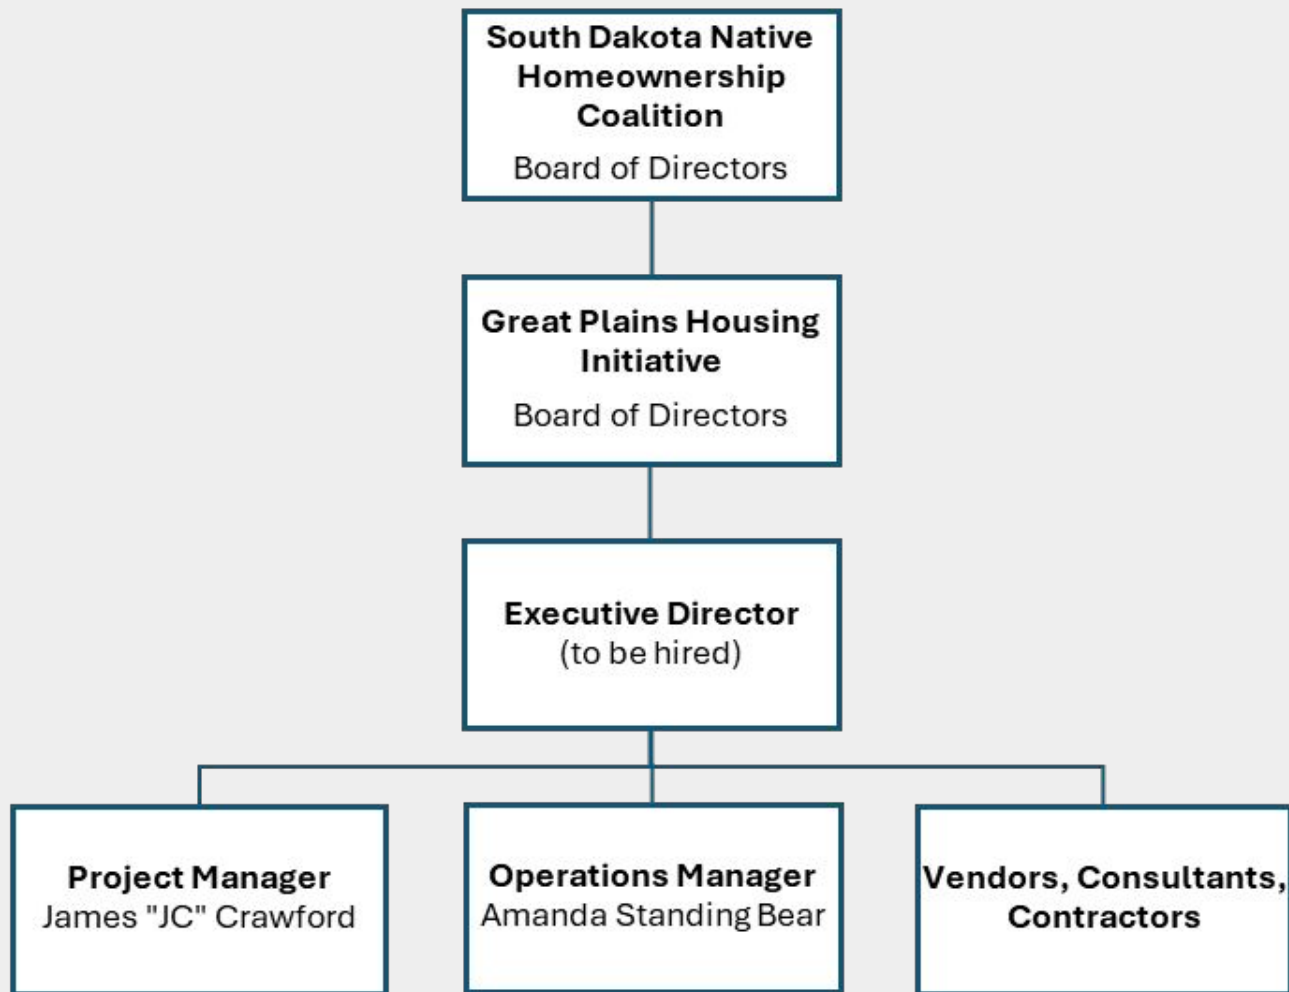 South Dakota Native
Homeownership
Coalition
Board of Directors
Great Plains Housing
Initiative
Board of Directors
Executive Director
(to be hired)
Project Manager
James "JC" Crawford
Operations Manager
Amanda Standing Bear
Vendors, Consultants,
Contractors